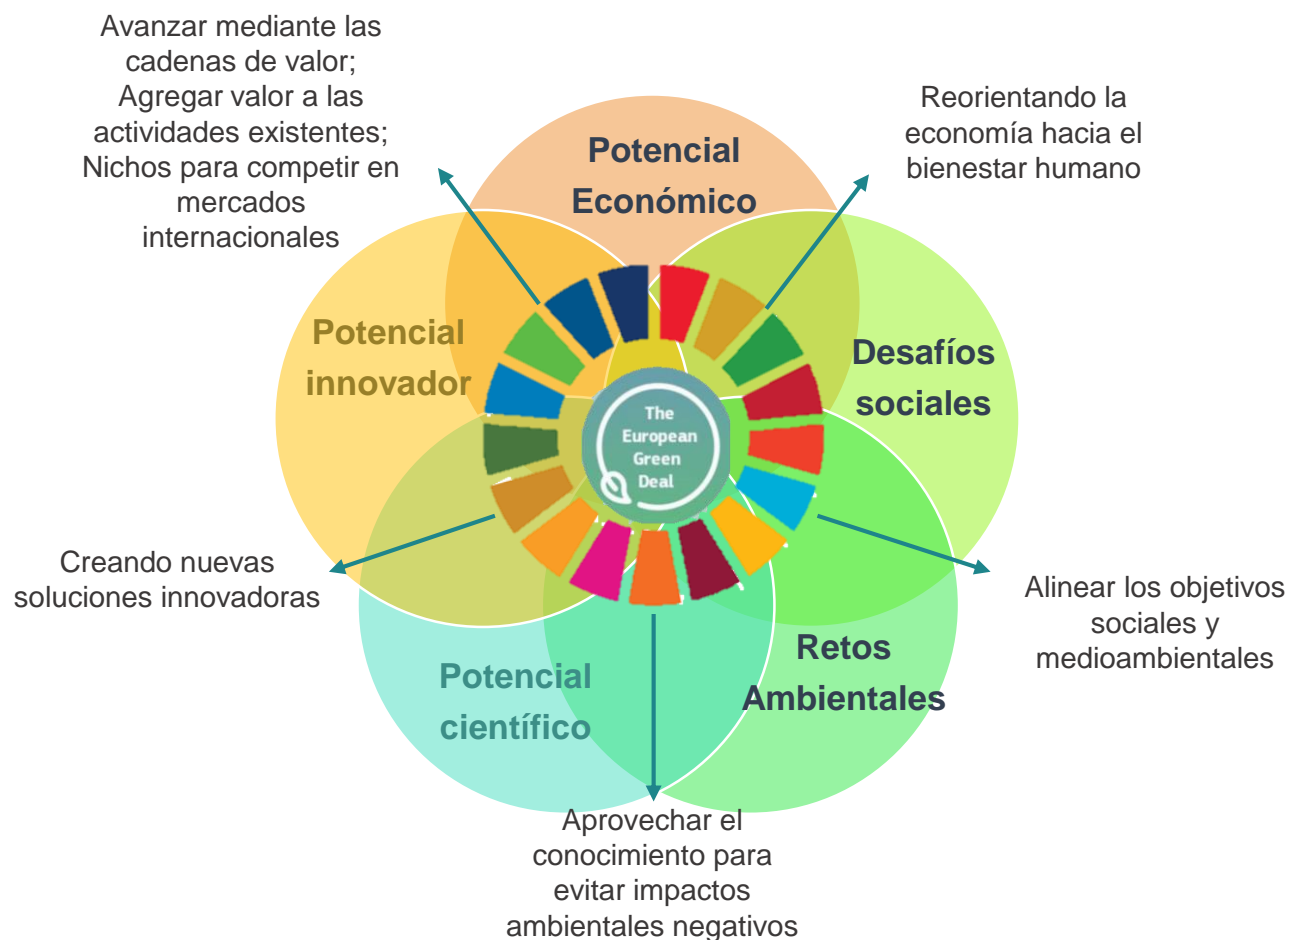 Avanzar mediante las
cadenas de valor;
Agregar valor a las
actividades existentes;
Nichos para competir en
mercados
internacionales
Reorientando la
economía hacia el
bienestar humano
Potencial
Económico
Potencial
innovador
Desafíos
sociales
The
European
Green
Deal
Creando nuevas
soluciones innovadoras
Alinear los objetivos
sociales y
medioambientales
Retos
Ambientales
Potencial
científico
Aprovechar el
conocimiento para
evitar impactos
ambientales negativos